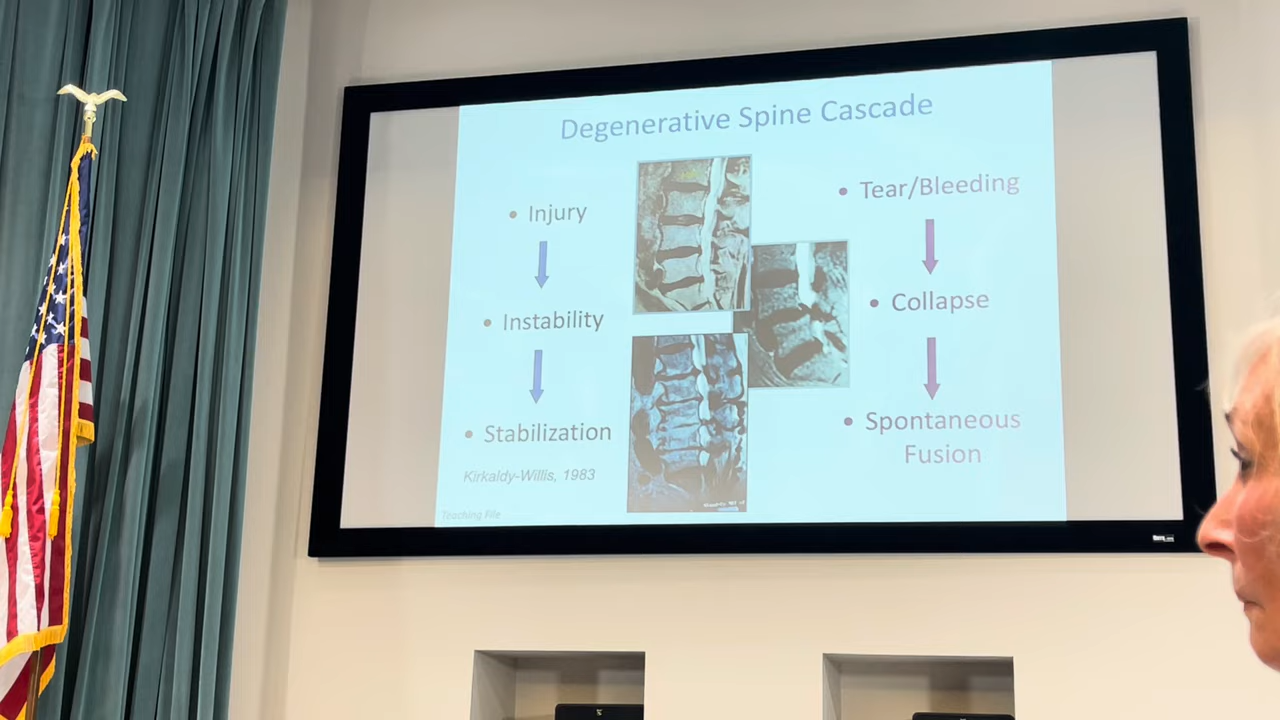 Degenerative Spine Cascade
• Injury
• Instability
• Stabilization
Kirkaldy-Willis, 1983
Teaching File
• Tear/Bleeding
• Collapse
• Spontaneous
Fusion